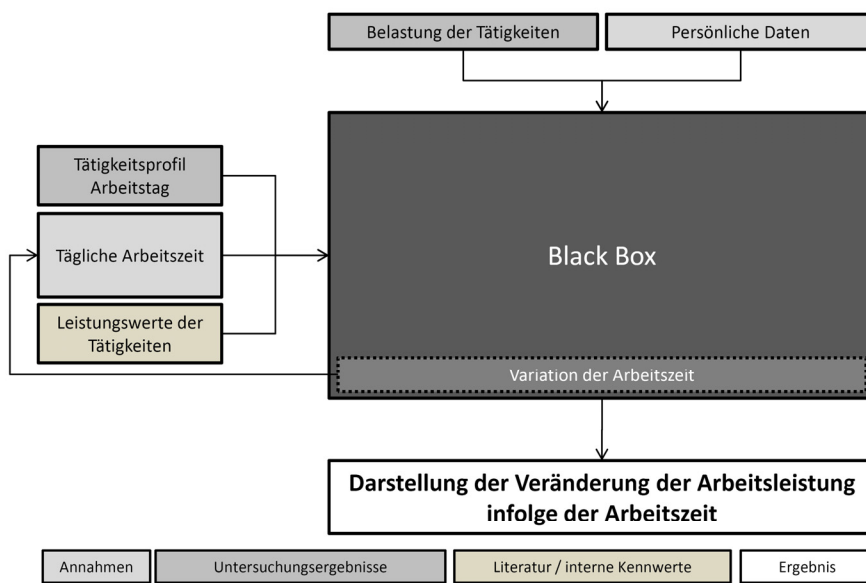 Belastung der Tätigkeiten
Persönliche Daten
Tätigkeitsprofil
Arbeitstag
Tägliche Arbeitszeit
Leistungswerte der
Tätigkeiten
Black Box
Variation der Arbeitszeit
Darstellung der Veränderung der Arbeitsleistung
infolge der Arbeitszeit
Annahmen
Untersuchungsergebnisse
Literatur / interne Kennwerte
Ergebnis